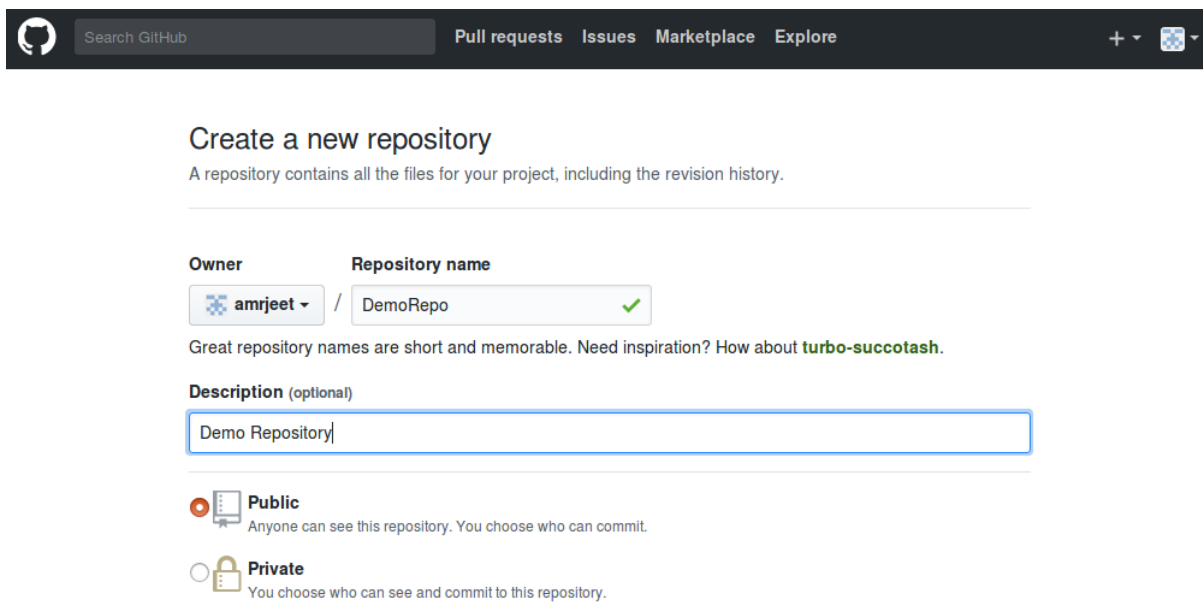 Search GitHub Pull requests Issues Marketplace Explore
Create a new repository
A repository contains all the files for your project, including the revision history.
Owner Repository name
amrjeet / DemoRepo
Great repository names are short and memorable. Need inspiration? How about turbo-succotash.
Description (optional)
Demo Repository
Public
Anyone can see this repository. You choose who can commit.
Private
You choose who can see and commit to this repository.